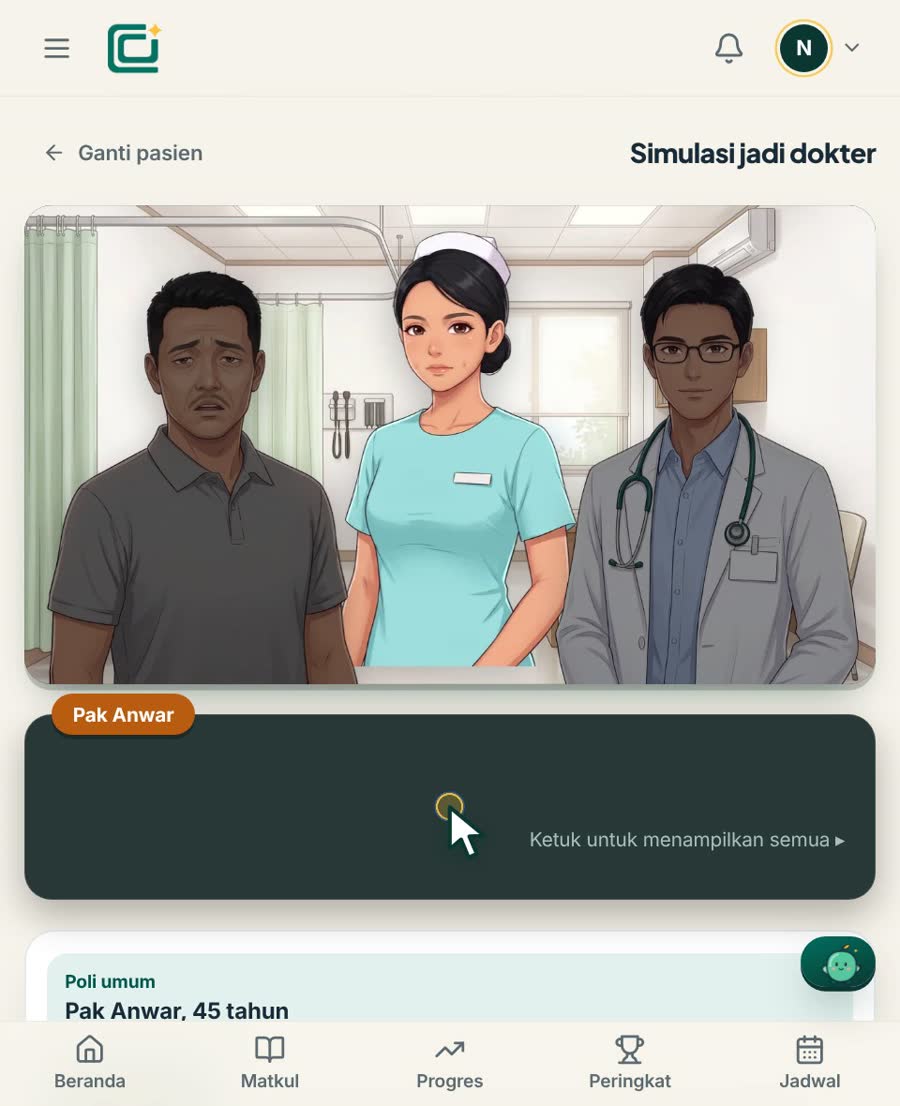 N
Ganti pasien
Simulasi jadi dokter
Pak Anwar
Ketuk untuk menampilkan semua ▸
Poli umum
Pak Anwar, 45 tahun
Beranda
Matkul
Progres
Peringkat
Jadwal